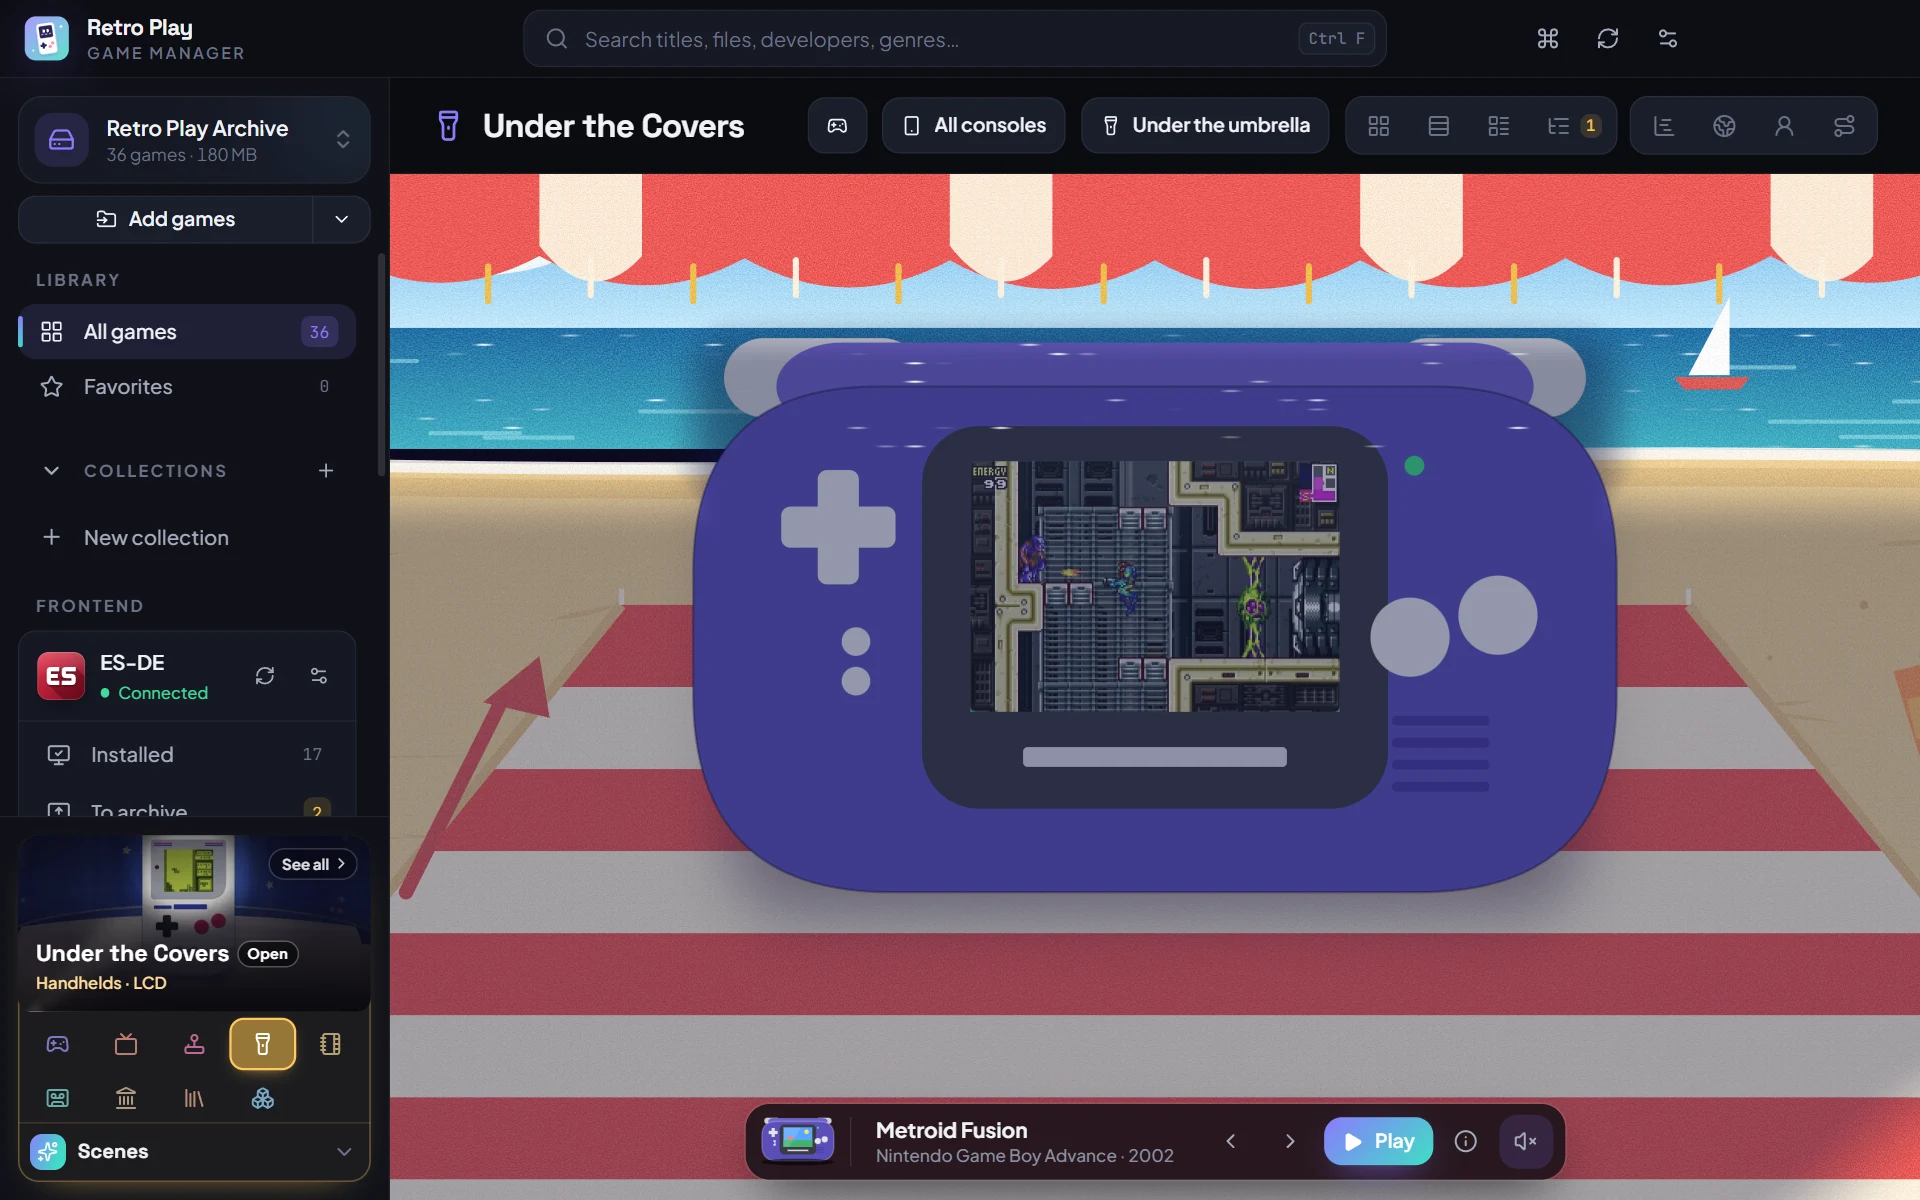 Retro Play
GAME MANAGER
Search titles, files, developers, genres...
Ctrl F
Retro Play Archive
36 games · 180 MB
Add games
LIBRARY
All games 36
Favorites 0
COLLECTIONS
New collection
FRONTEND
ES
ES-DE
Connected
Installed 17
To archive 2
See all
Under the Covers Open
Handhelds · LCD
Scenes
Under the Covers
All consoles
Under the umbrella
1
ENERGY
99
Metroid Fusion
Nintendo Game Boy Advance · 2002
Play